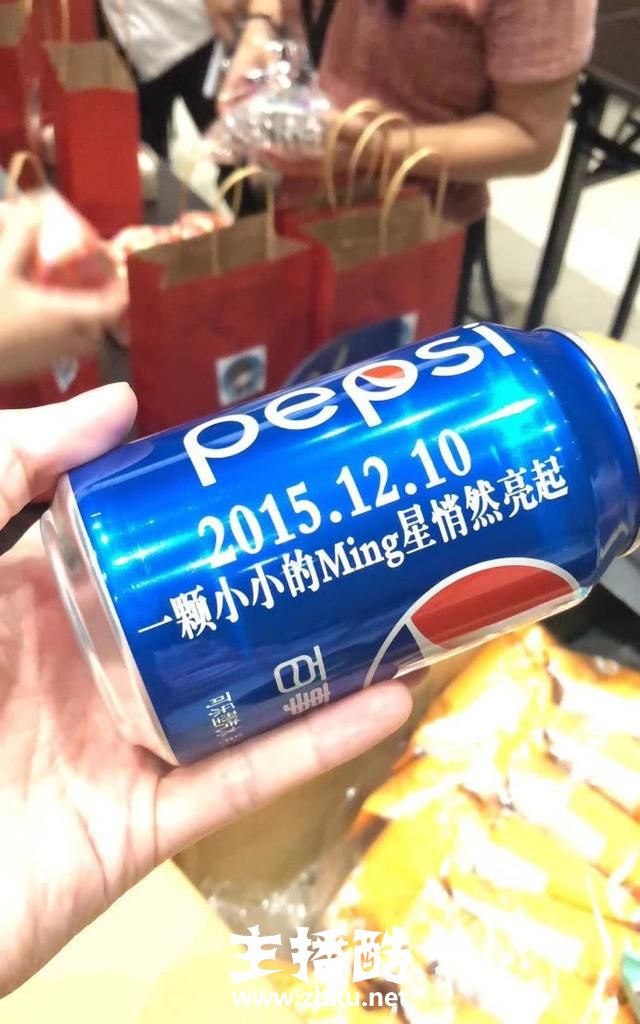 pepsi
2015.12.10
一颗小小的Ming星悄然亮起
百
主播酷
www.zbku.net